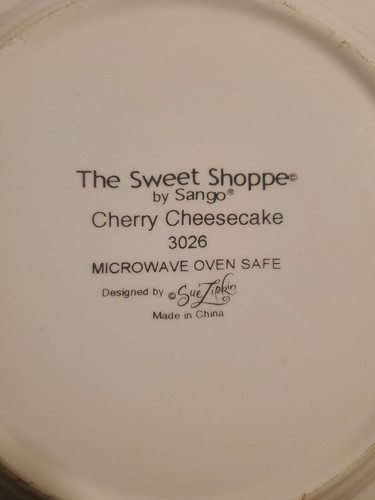 The Sweet Shoppe©
by Sango®
Cherry Cheesecake
3026
MICROWAVE OVEN SAFE
Designed by © Sue Zipkin
Made in China